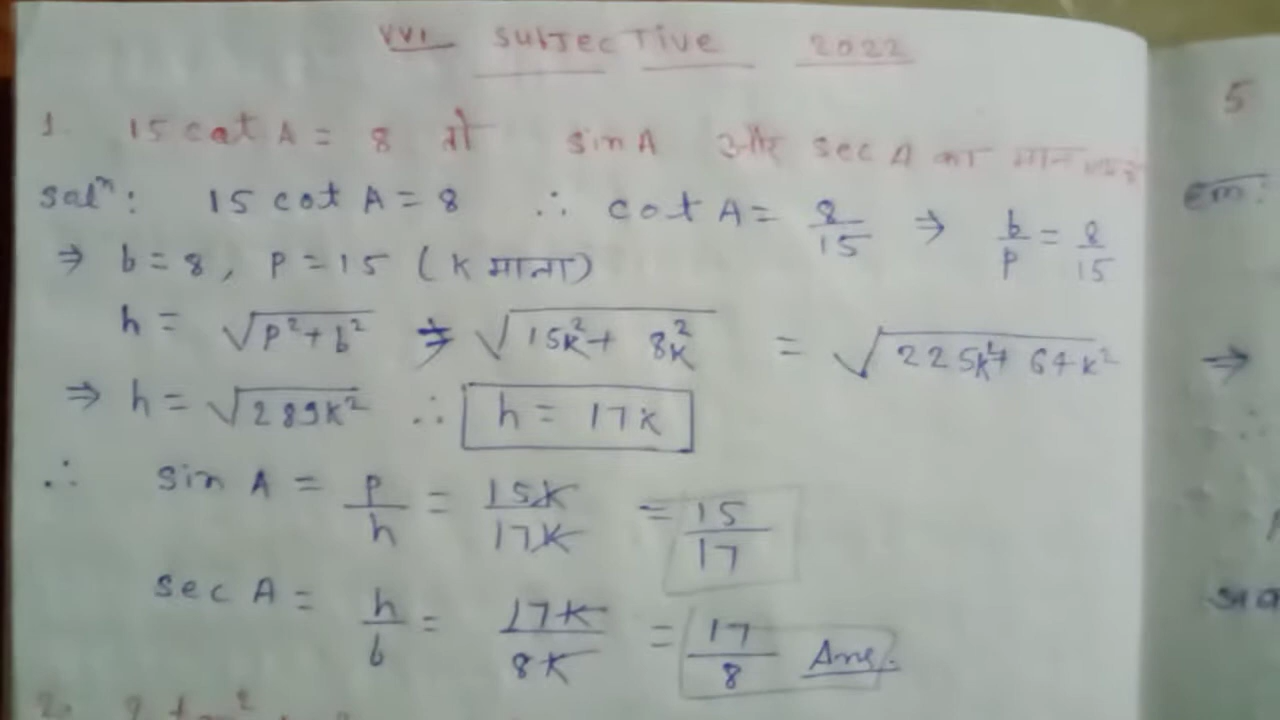 VVI Subjective 2022
1. 15 cot A = 8 तो sin A और sec A का मान
Solⁿ: 15 cot A = 8 ∴ cot A = 8/15 ⇒ b/p = 8/15
⇒ b = 8, p = 15 (K माना)
h = √(p²+b²) ⇒ √(15k²+ 8k²) = √(225k²+ 64k²)
⇒ h = √(289k²) ∴ h = 17k
∴ sin A = p/h = 15k/17k = 15/17
sec A = h/b = 17k/8k = 17/8 Ans.
5
⇒